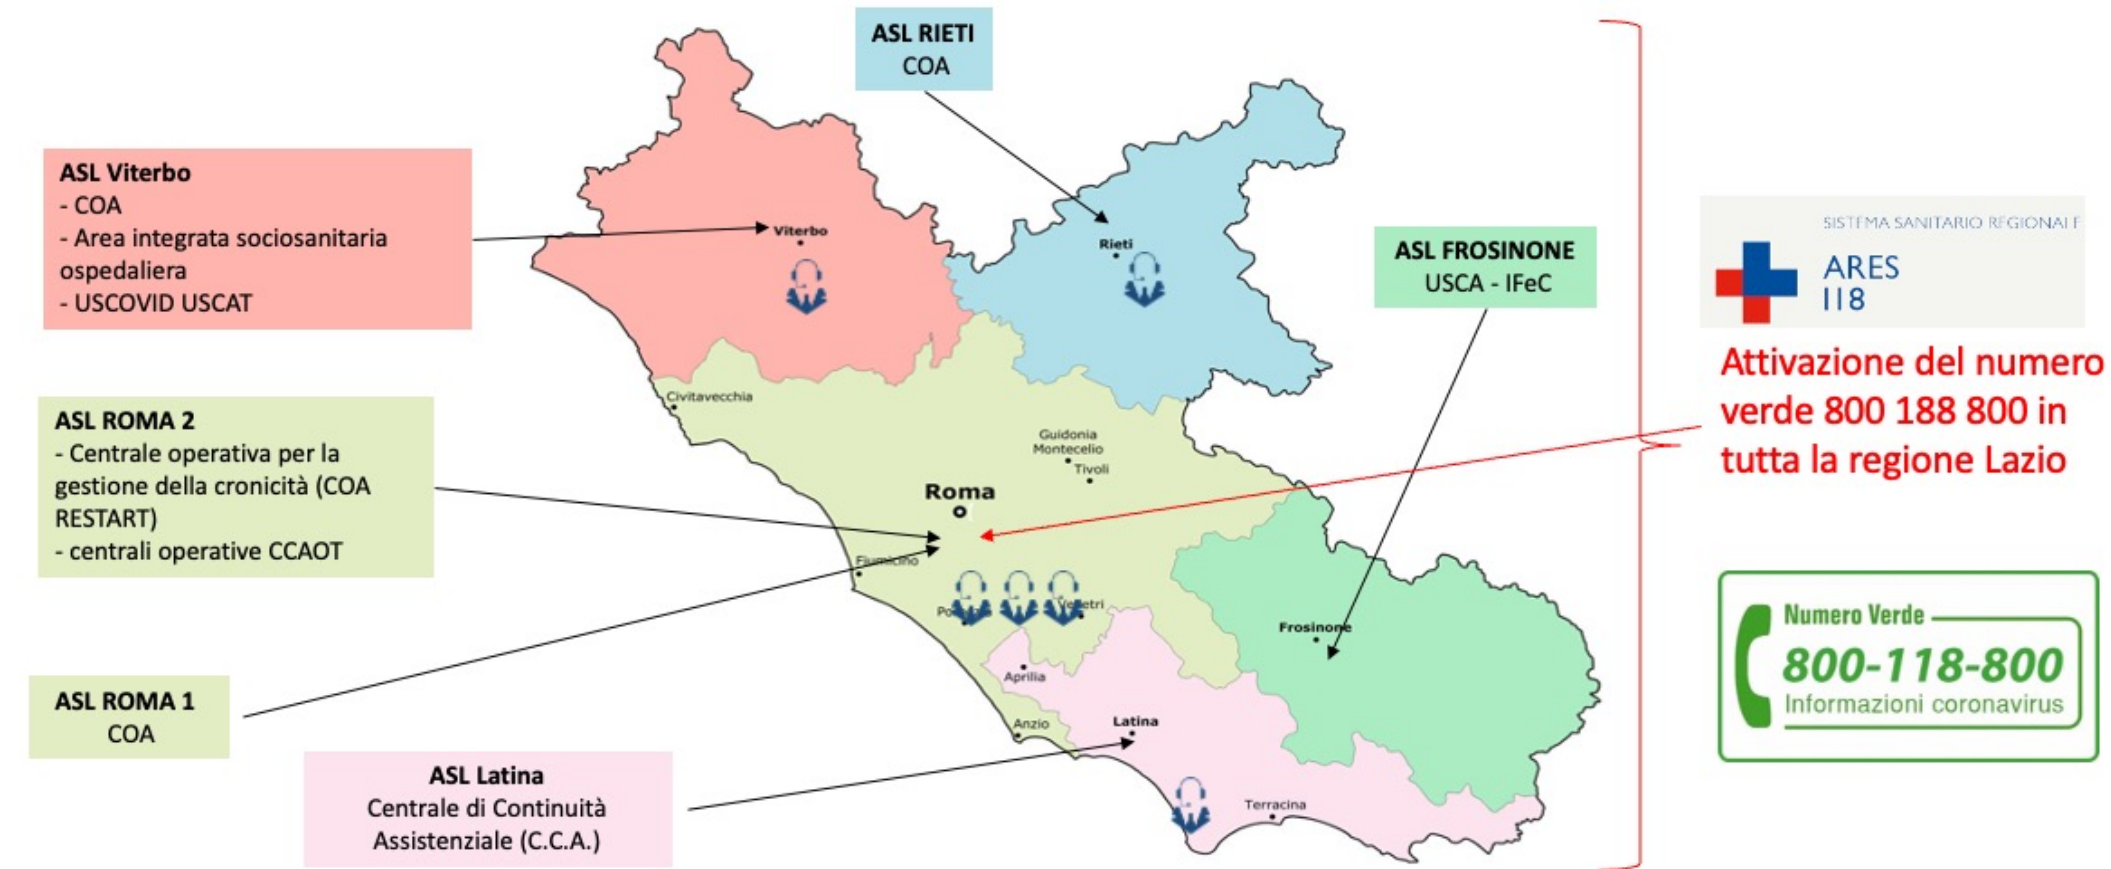 ASL RIETI
COA
ASL Viterbo
- COA
- Area integrata sociosanitaria
ospedaliera
- USCOVID USCAT
ASL FROSINONE
USCA - IFeC
ASL ROMA 2
- Centrale operativa per la
gestione della cronicità (COA
RESTART)
- centrali operative CCAOT
ASL ROMA 1
COA
ASL Latina
Centrale di Continuità
Assistenziale (C.C.A.)
Viterbo
Rieti
Civitavecchia
Guidonia
Montecelio
Tivoli
Roma
Fiumicino
Frosinone
Aprilia
Anzio
Latina
Terracina
SISTEMA SANITARIO REGIONALE
ARES
118
Attivazione del numero
verde 800 188 800 in
tutta la regione Lazio
Numero Verde
800-118-800
Informazioni coronavirus